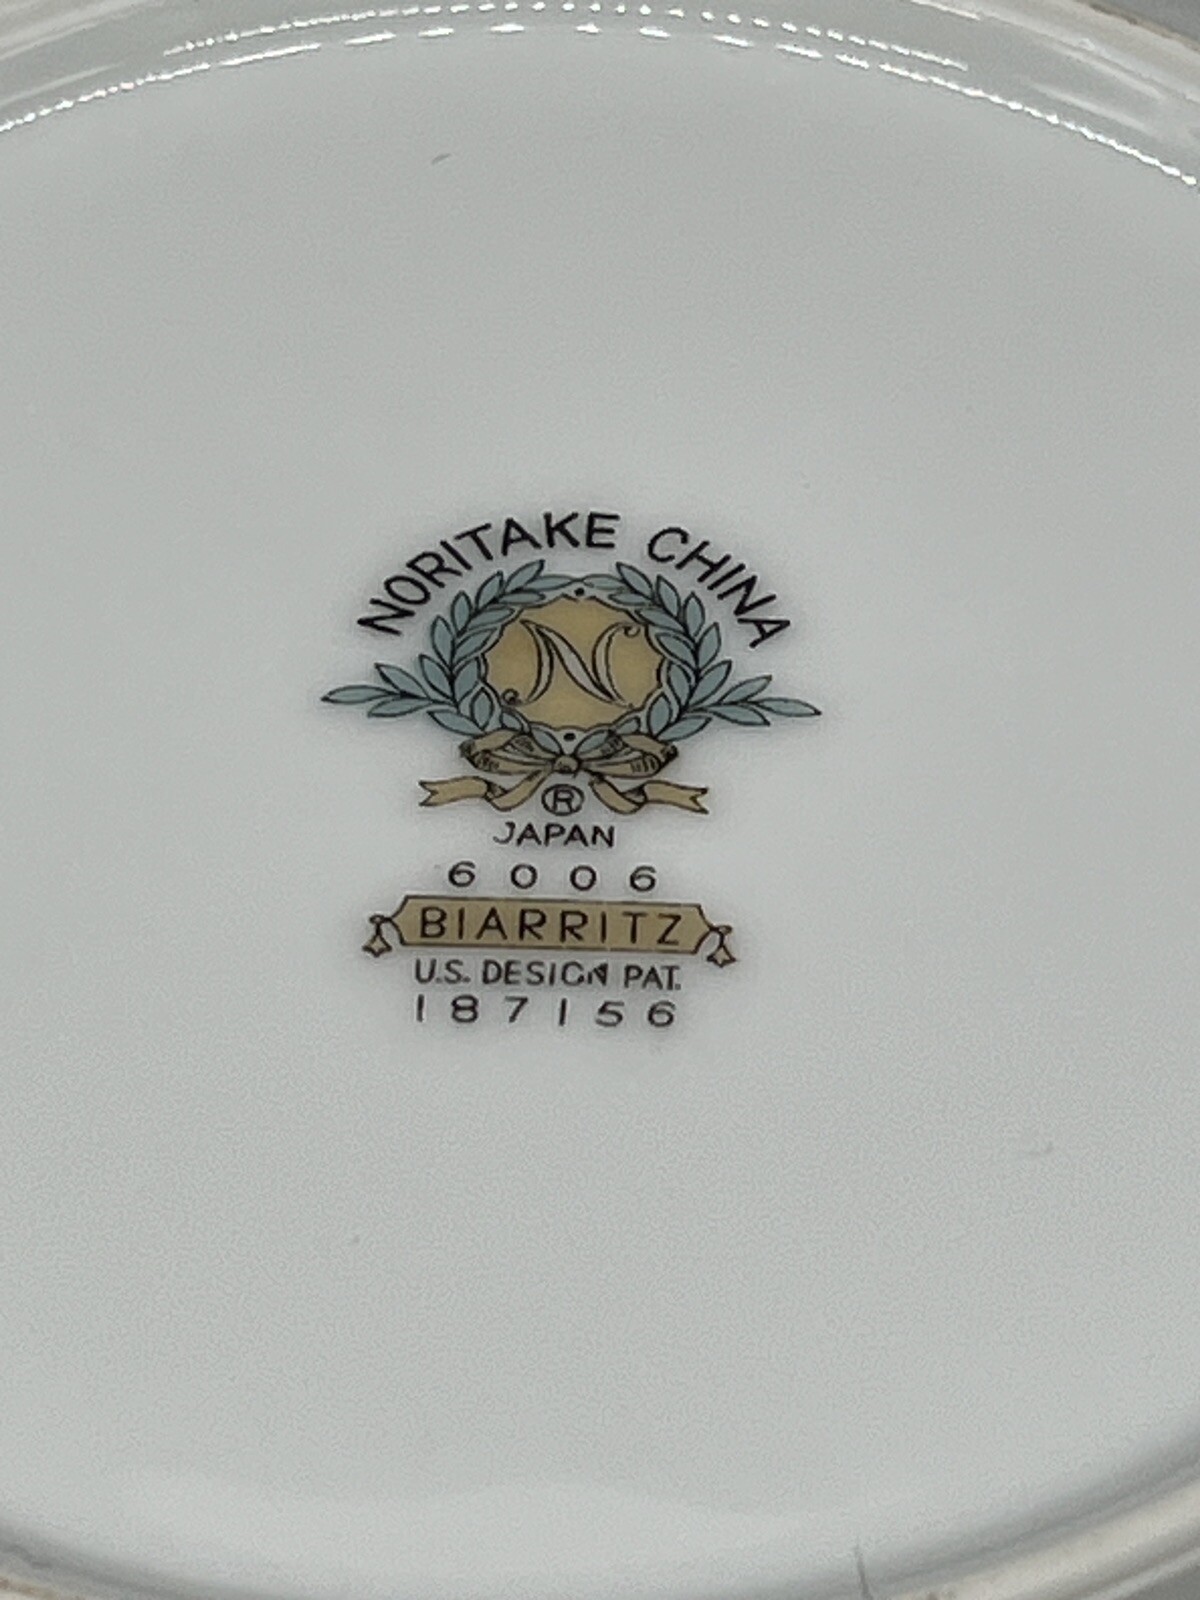 NORITAKE CHINA
N
®
JAPAN
6006
BIARRITZ
U.S. DESIGN PAT.
187156